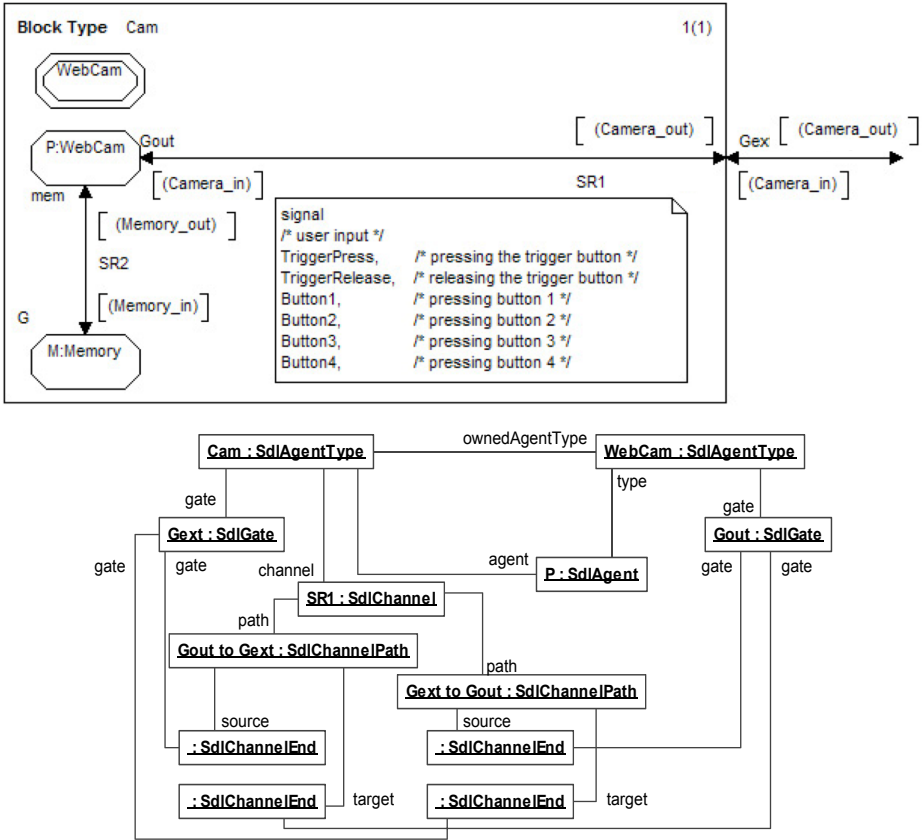 Block Type Cam 1(1)
WebCam
P:WebCam
Gout
(Camera_out)
Gex
(Camera_out)
(Camera_in)
SR1
(Camera_in)
mem
(Memory_out)
SR2
(Memory_in)
G
M:Memory
signal
/* user input */
TriggerPress, /* pressing the trigger button */
TriggerRelease, /* releasing the trigger button */
Button1, /* pressing button 1 */
Button2, /* pressing button 2 */
Button3, /* pressing button 3 */
Button4, /* pressing button 4 */
ownedAgentType
Cam : SdlAgentType
WebCam : SdlAgentType
type
gate
gate
Gext : SdlGate
Gout : SdlGate
gate
gate
channel
agent
P : SdlAgent
gate
gate
SR1 : SdlChannel
path
Gout to Gext : SdlChannelPath
path
Gext to Gout : SdlChannelPath
source
source
: SdlChannelEnd
: SdlChannelEnd
: SdlChannelEnd
target
: SdlChannelEnd
target